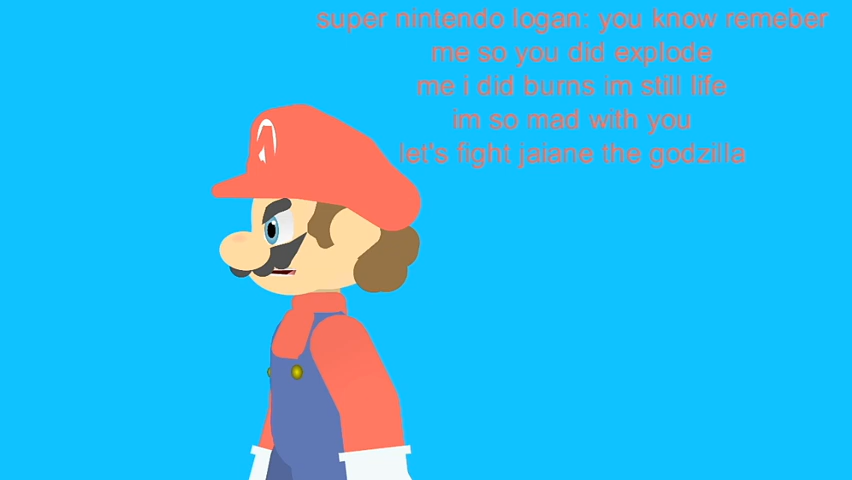 super nintendo logan: you know remeber
me so you did explode
me i did burns im still life
im so mad with you
let's fight jaiane the godzilla